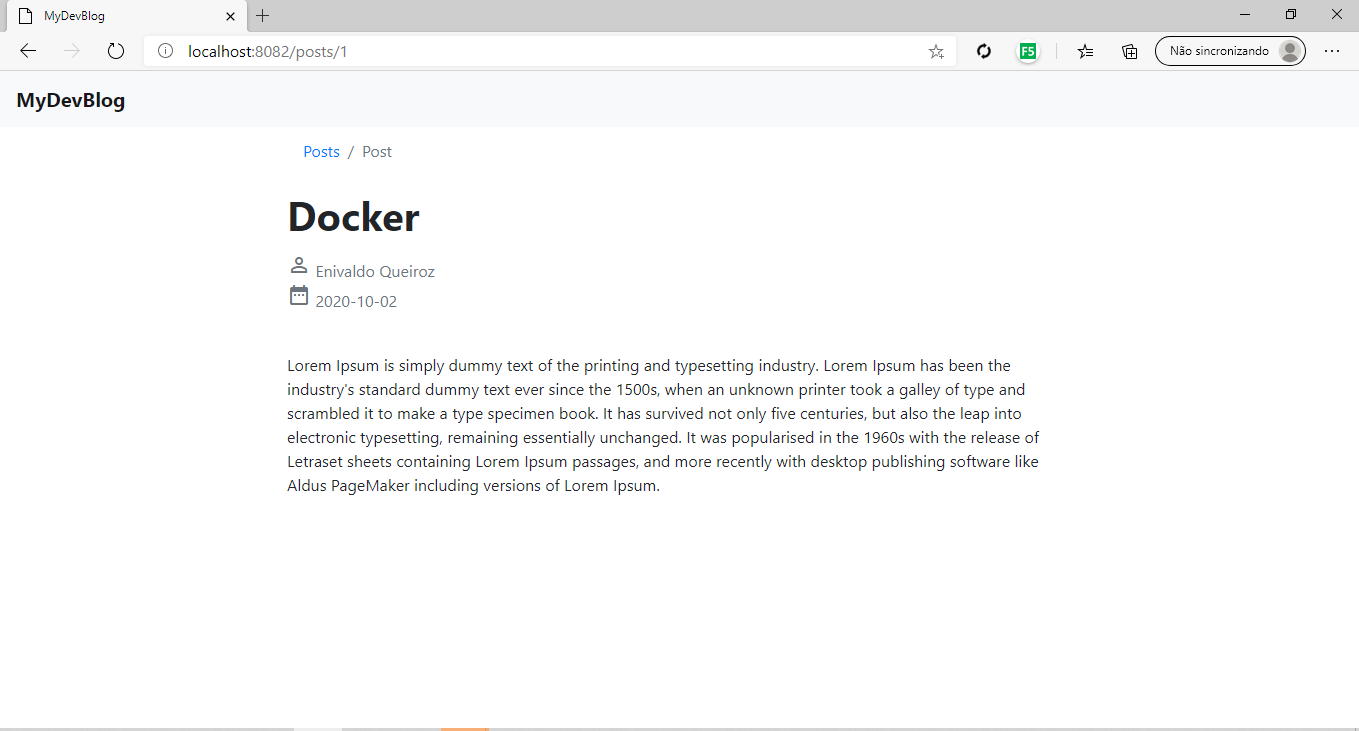 MyDevBlog
localhost:8082/posts/1
F5
Não sincronizando
MyDevBlog
Posts / Post
Docker
Enivaldo Queiroz
2020-10-02
Lorem Ipsum is simply dummy text of the printing and typesetting industry. Lorem Ipsum has been the
industry's standard dummy text ever since the 1500s, when an unknown printer took a galley of type and
scrambled it to make a type specimen book. It has survived not only five centuries, but also the leap into
electronic typesetting, remaining essentially unchanged. It was popularised in the 1960s with the release of
Letraset sheets containing Lorem Ipsum passages, and more recently with desktop publishing software like
Aldus PageMaker including versions of Lorem Ipsum.